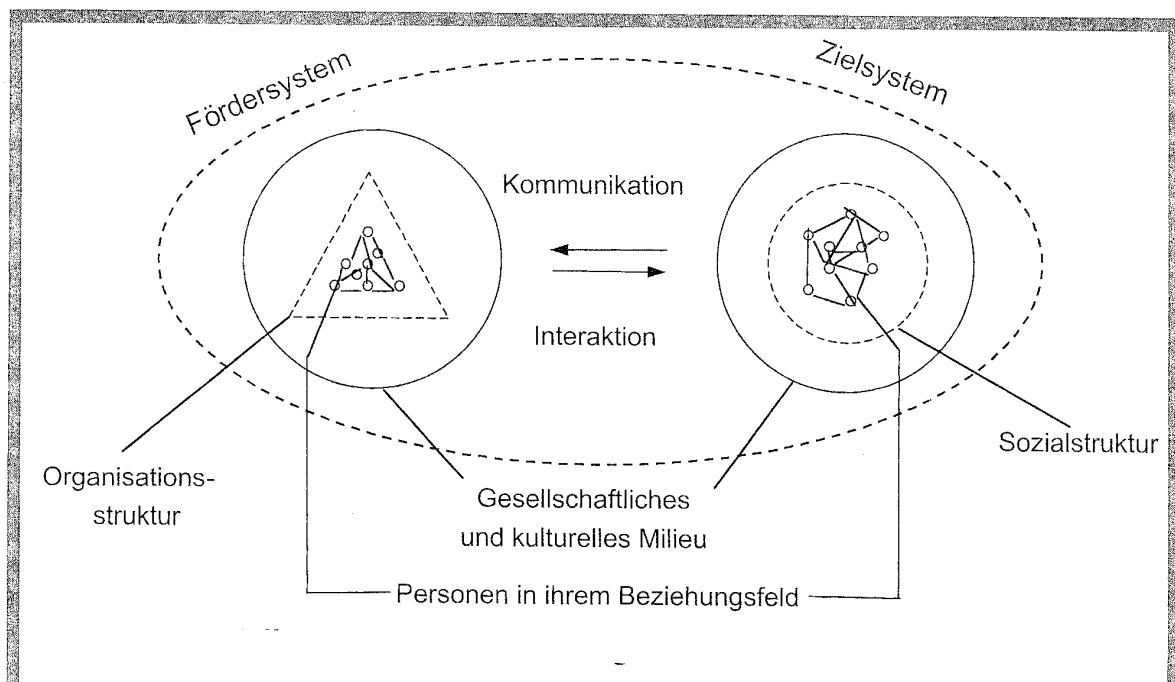 Fördersystem
Zielsystem
Kommunikation
Interaktion
Organisations-
struktur
Sozialstruktur
Gesellschaftliches
und kulturelles Milieu
Personen in ihrem Beziehungsfeld